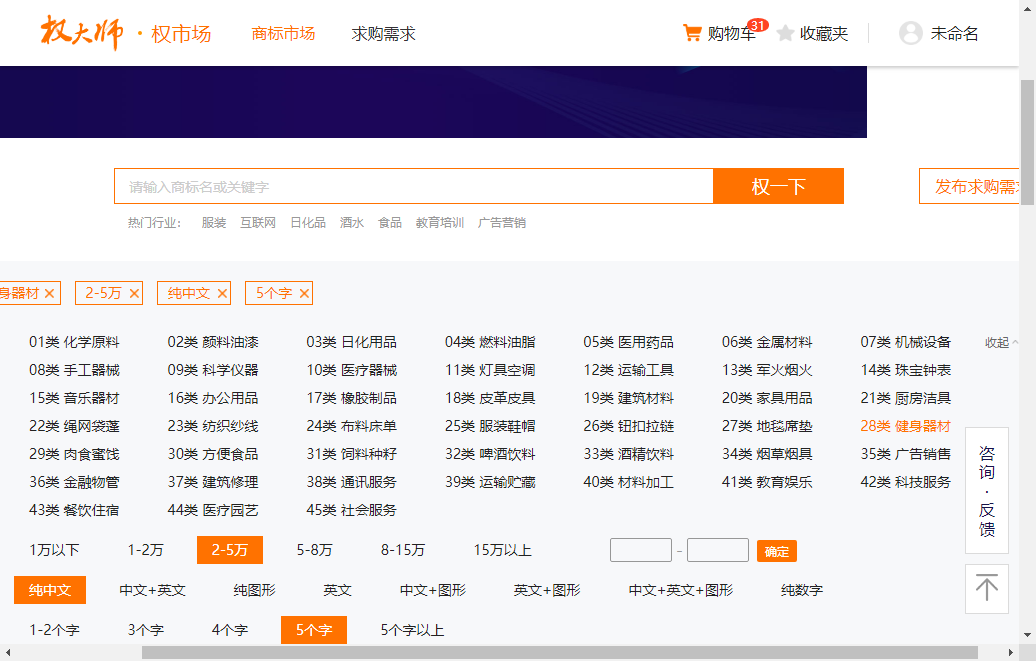 权大师 · 权市场 商标市场 求购需求 购物车 31 收藏夹 未命名
请输入商标名或关键字 权一下 发布求购需求
热门行业： 服装 互联网 日化品 酒水 食品 教育培训 广告营销
身器材 × 2-5万 × 纯中文 × 5个字 ×
01类 化学原料 02类 颜料油漆 03类 日化用品 04类 燃料油脂 05类 医用药品 06类 金属材料 07类 机械设备 收起
08类 手工器械 09类 科学仪器 10类 医疗器械 11类 灯具空调 12类 运输工具 13类 军火烟火 14类 珠宝钟表
15类 音乐器材 16类 办公用品 17类 橡胶制品 18类 皮革皮具 19类 建筑材料 20类 家具用品 21类 厨房洁具
22类 绳网袋篷 23类 纺织纱线 24类 布料床单 25类 服装鞋帽 26类 钮扣拉链 27类 地毯席垫 28类 健身器材
29类 肉食蜜饯 30类 方便食品 31类 饲料种籽 32类 啤酒饮料 33类 酒精饮料 34类 烟草烟具 35类 广告销售
36类 金融物管 37类 建筑修理 38类 通讯服务 39类 运输贮藏 40类 材料加工 41类 教育娱乐 42类 科技服务
43类 餐饮住宿 44类 医疗园艺 45类 社会服务
1万以下 1-2万 2-5万 5-8万 8-15万 15万以上 - 确定
纯中文 中文+英文 纯图形 英文 中文+图形 英文+图形 中文+英文+图形 纯数字
1-2个字 3个字 4个字 5个字 5个字以上
咨询·反馈